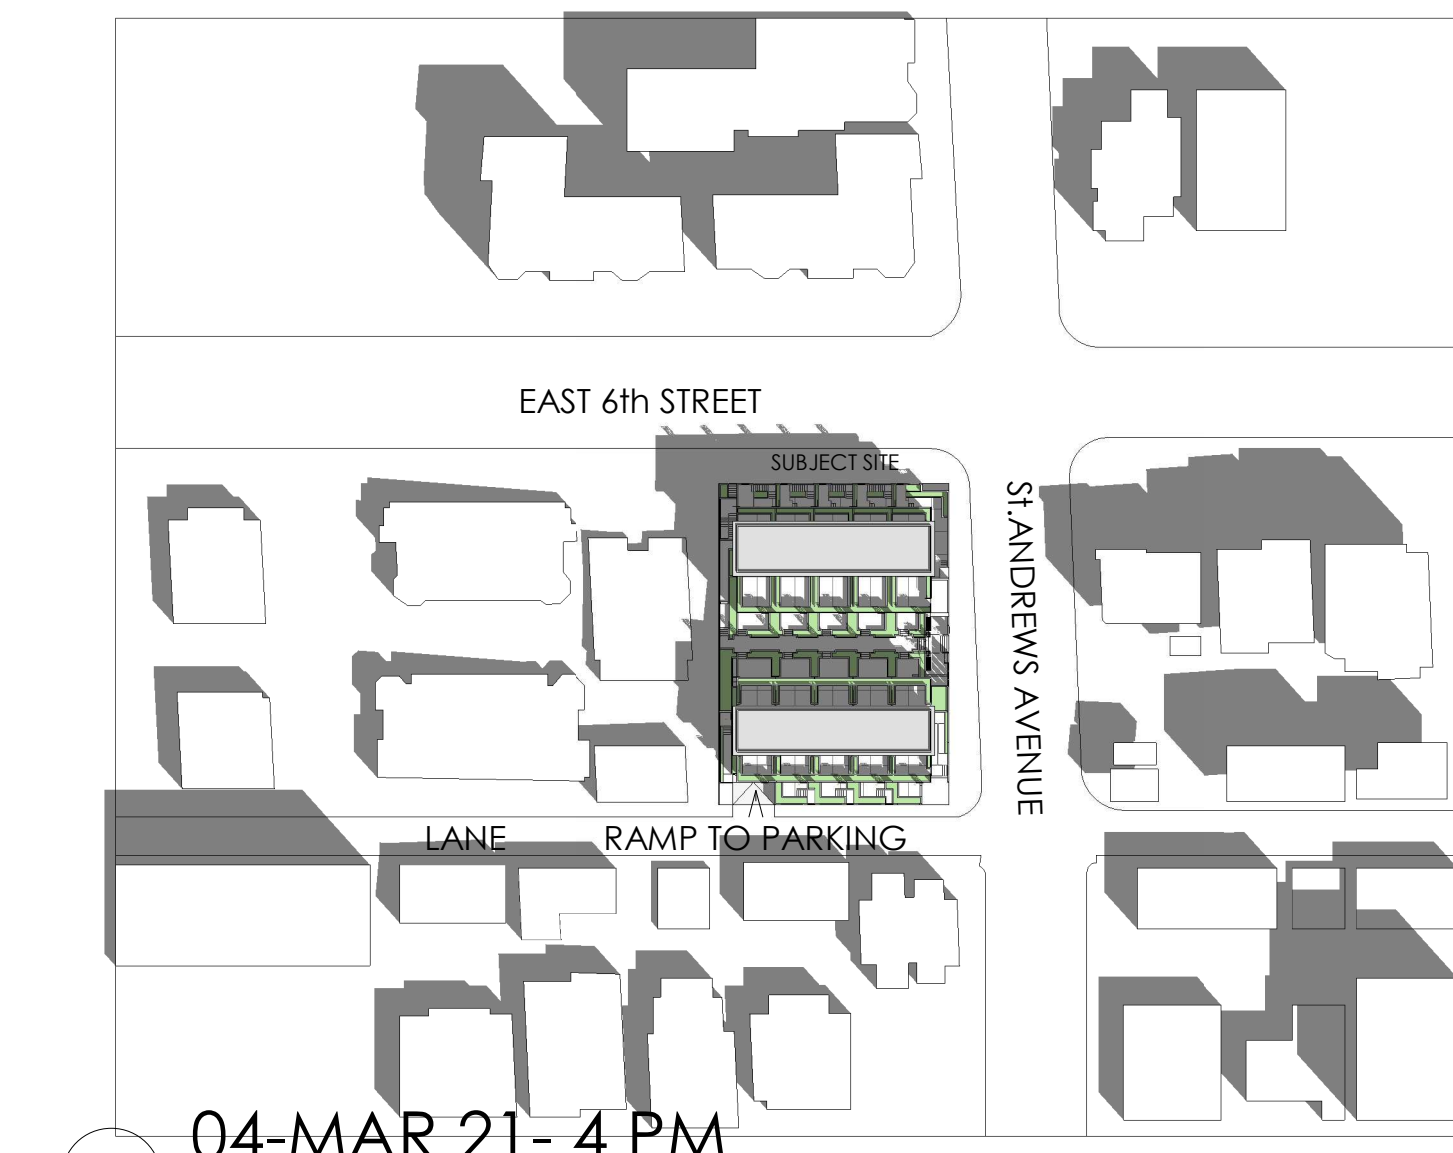 EAST 6th STREET
SUBJECT SITE
St.ANDREWS AVENUE
LANE
RAMP TO PARKING
04-MAR 21- 4 PM